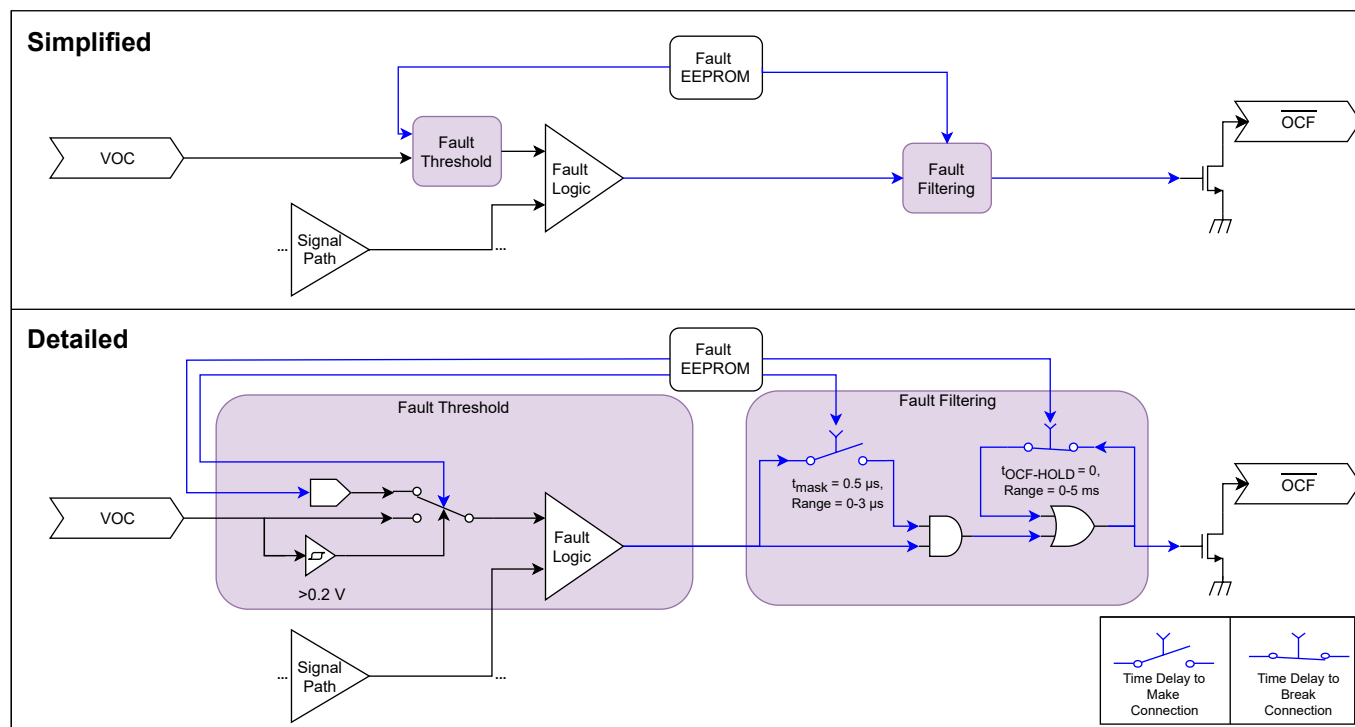 Simplified
Fault
EEPROM
OCF
VOC
Fault
Threshold
Fault
Logic
Fault
Filtering
Signal
Path
...
...
Detailed
Fault
EEPROM
Fault Threshold
Fault Filtering
tmask = 0.5 µs,
Range = 0-3 µs
tOCF-HOLD = 0,
Range = 0-5 ms
OCF
VOC
Fault
Logic
>0.2 V
Signal
Path
...
...
Time Delay to
Make
Connection
Time Delay to
Break
Connection